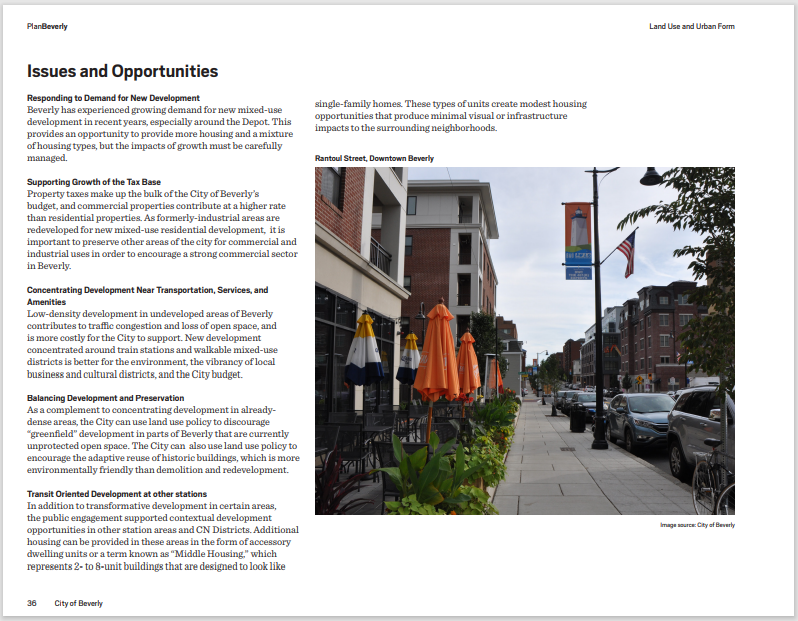 PlanBeverly
Land Use and Urban Form
Issues and Opportunities
Responding to Demand for New Development
Beverly has experienced growing demand for new mixed-use
development in recent years, especially around the Depot. This
provides an opportunity to provide more housing and a mixture
of housing types, but the impacts of growth must be carefully
managed.
Supporting Growth of the Tax Base
Property taxes make up the bulk of the City of Beverly's
budget, and commercial properties contribute at a higher rate
than residential properties. As formerly-industrial areas are
redeveloped for new mixed-use residential development, it is
important to preserve other areas of the city for commercial and
industrial uses in order to encourage a strong commercial sector
in Beverly.
Concentrating Development Near Transportation, Services, and
Amenities
Low-density development in undeveloped areas of Beverly
contributes to traffic congestion and loss of open space, and
is more costly for the City to support. New development
concentrated around train stations and walkable mixed-use
districts is better for the environment, the vibrancy of local
business and cultural districts, and the City budget.
Balancing Development and Preservation
As a complement to concentrating development in already-
dense areas, the City can use land use policy to discourage
“greenfield” development in parts of Beverly that are currently
unprotected open space. The City can also use land use policy to
encourage the adaptive reuse of historic buildings, which is more
environmentally friendly than demolition and redevelopment.
Transit Oriented Development at other stations
In addition to transformative development in certain areas,
the public engagement supported contextual development
opportunities in other station areas and CN Districts. Additional
housing can be provided in these areas in the form of accessory
dwelling units or a term known as “Middle Housing,” which
represents 2- to 8-unit buildings that are designed to look like
single-family homes. These types of units create modest housing
opportunities that produce minimal visual or infrastructure
impacts to the surrounding neighborhoods.
Rantoul Street, Downtown Beverly
Image source: City of Beverly
36 City of Beverly